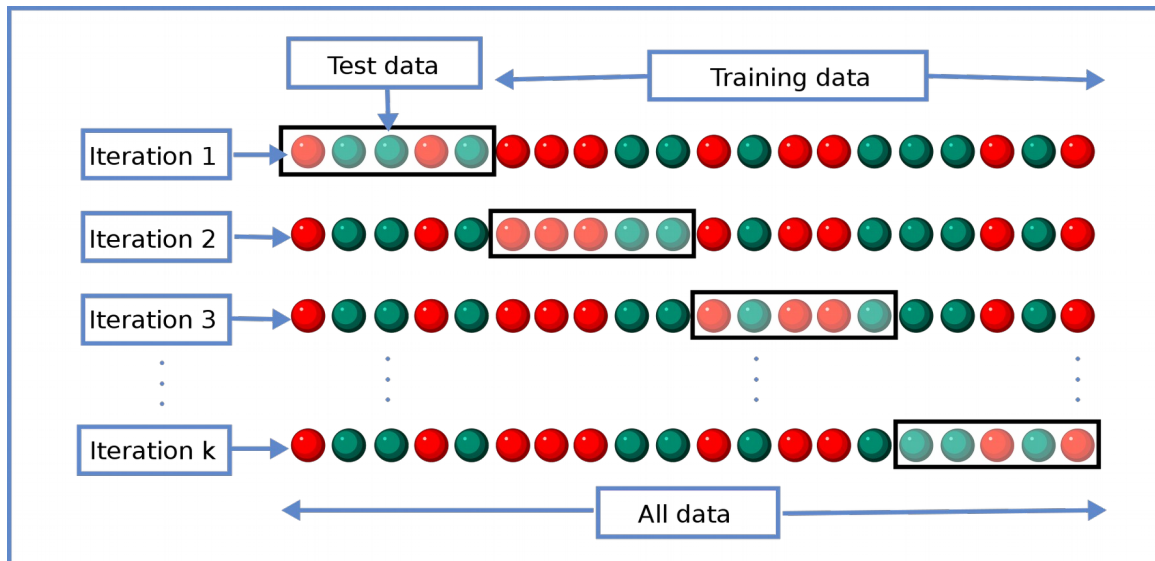 Test data
Training data
Iteration 1
Iteration 2
Iteration 3
Iteration k
All data